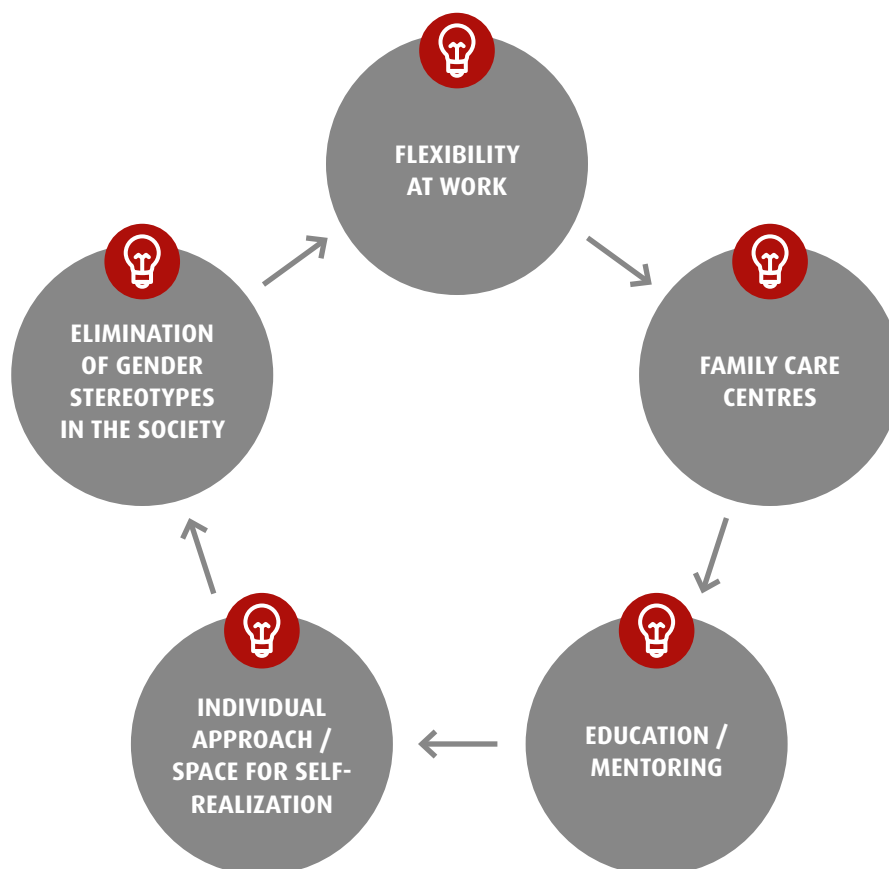 FLEXIBILITY
AT WORK
FAMILY CARE
CENTRES
EDUCATION /
MENTORING
INDIVIDUAL
APPROACH /
SPACE FOR SELF-
REALIZATION
ELIMINATION
OF GENDER
STEREOTYPES
IN THE SOCIETY